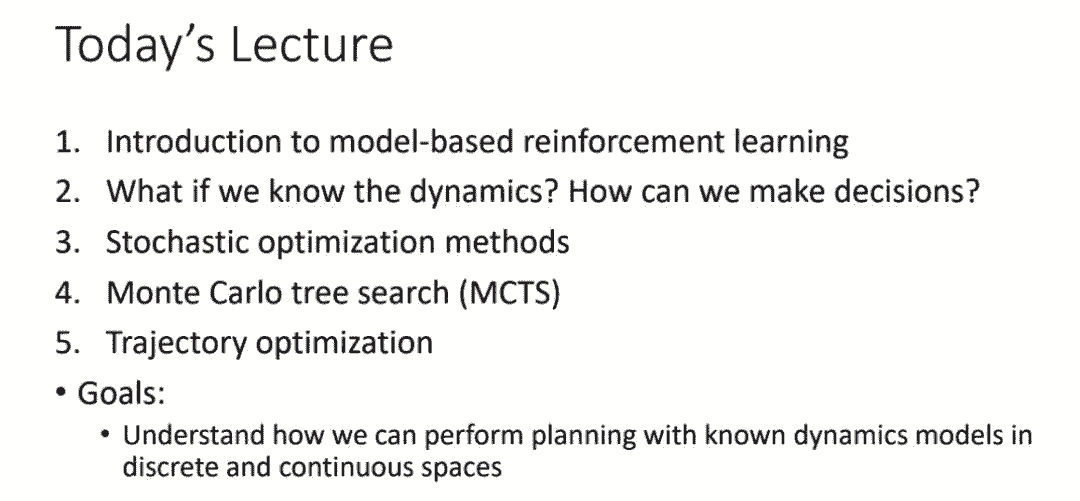 Today's Lecture
1. Introduction to model-based reinforcement learning
2. What if we know the dynamics? How can we make decisions?
3. Stochastic optimization methods
4. Monte Carlo tree search (MCTS)
5. Trajectory optimization
• Goals:
• Understand how we can perform planning with known dynamics models in
discrete and continuous spaces